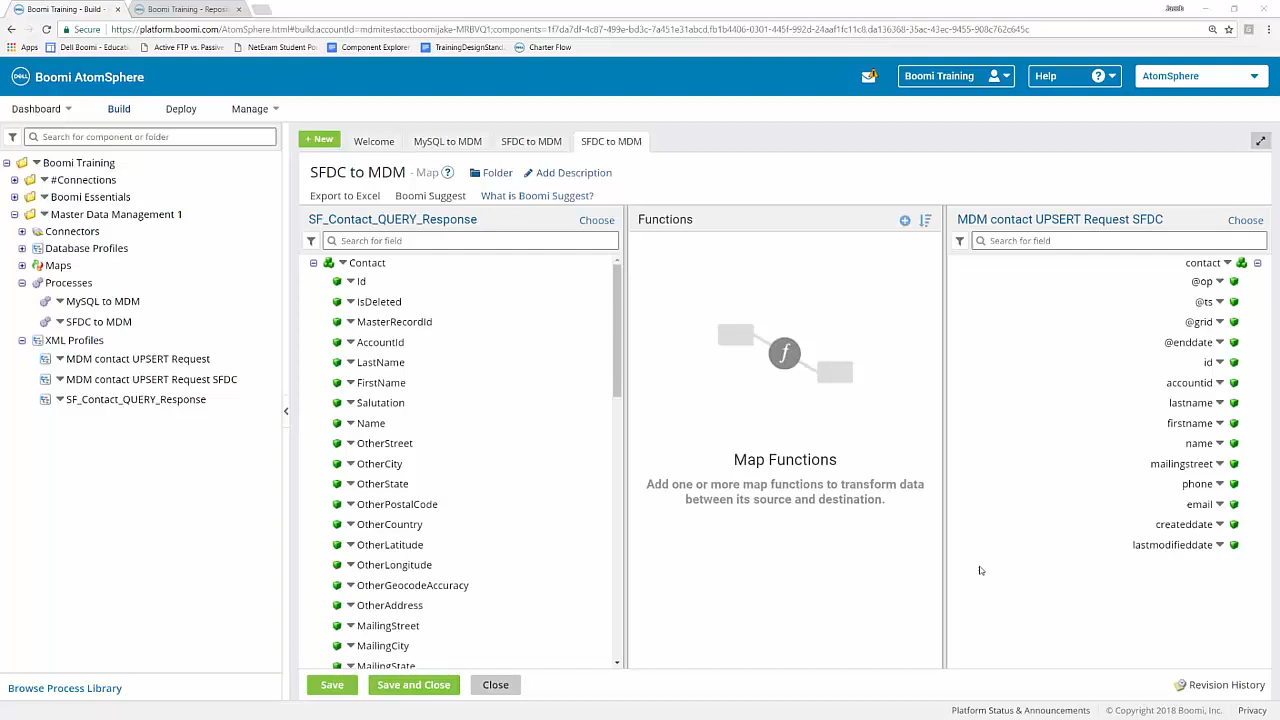 Boomi Training - Build -
Boomi Training - Reposi
Secure
https://platform.boomi.com/AtomSphere.html#build;accountId=mdmitestacctboomijake-MRBVQ1;components=1f7da7df-4c87-499e-bd3c-7a451e31abcd,fb1b4406-0301-445f-992d-24aaf1fc11c8,da136368-35ac-43ec-9455-908c762c645c
Apps
Dell Boomi - Educati
Active FTP vs. Passiv
NetExam Student Po
Component Explorer
TrainingDesignStand
Charter Flow
DELL
Boomi AtomSphere
Boomi Training
Help
AtomSphere
Dashboard
Build
Deploy
Manage
Search for component or folder
Boomi Training
#Connections
Boomi Essentials
Master Data Management 1
Connectors
Database Profiles
Maps
Processes
MySQL to MDM
SFDC to MDM
XML Profiles
MDM contact UPSERT Request
MDM contact UPSERT Request SFDC
SF_Contact_QUERY_Response
Browse Process Library
+ New
Welcome
MySQL to MDM
SFDC to MDM
SFDC to MDM
SFDC to MDM - Map
Folder
Add Description
Export to Excel
Boomi Suggest
What is Boomi Suggest?
SF_Contact_QUERY_Response
Choose
Search for field
Contact
Id
IsDeleted
MasterRecordId
AccountId
LastName
FirstName
Salutation
Name
OtherStreet
OtherCity
OtherState
OtherPostalCode
OtherCountry
OtherLatitude
OtherLongitude
OtherGeocodeAccuracy
OtherAddress
MailingStreet
MailingCity
MailingState
Functions
f
Map Functions
Add one or more map functions to transform data
between its source and destination.
MDM contact UPSERT Request SFDC
Choose
Search for field
contact
@op
@ts
@grid
@enddate
id
accountid
lastname
firstname
name
mailingstreet
phone
email
createddate
lastmodifieddate
Save
Save and Close
Close
Revision History
Platform Status & Announcements
© Copyright 2018 Boomi, Inc.
Privacy